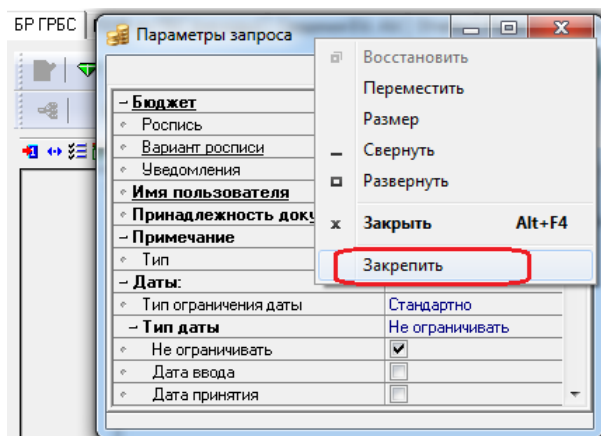 БР ГРБС
Параметры запроса
Восстановить
Переместить
Размер
Свернуть
Развернуть
Закрыть Alt+F4
Закрепить
Бюджет
Роспись
Вариант росписи
Уведомления
Имя пользователя
Принадлежность док
Примечание
Тип
Даты:
Тип ограничения даты Стандартно
Тип даты Не ограничивать
Не ограничивать
Дата ввода
Дата принятия